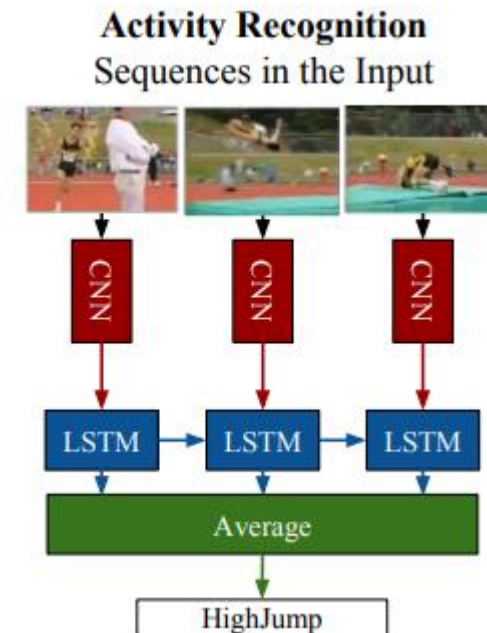 Activity Recognition
Sequences in the Input
CNN
CNN
CNN
LSTM
LSTM
LSTM
Average
HighJump